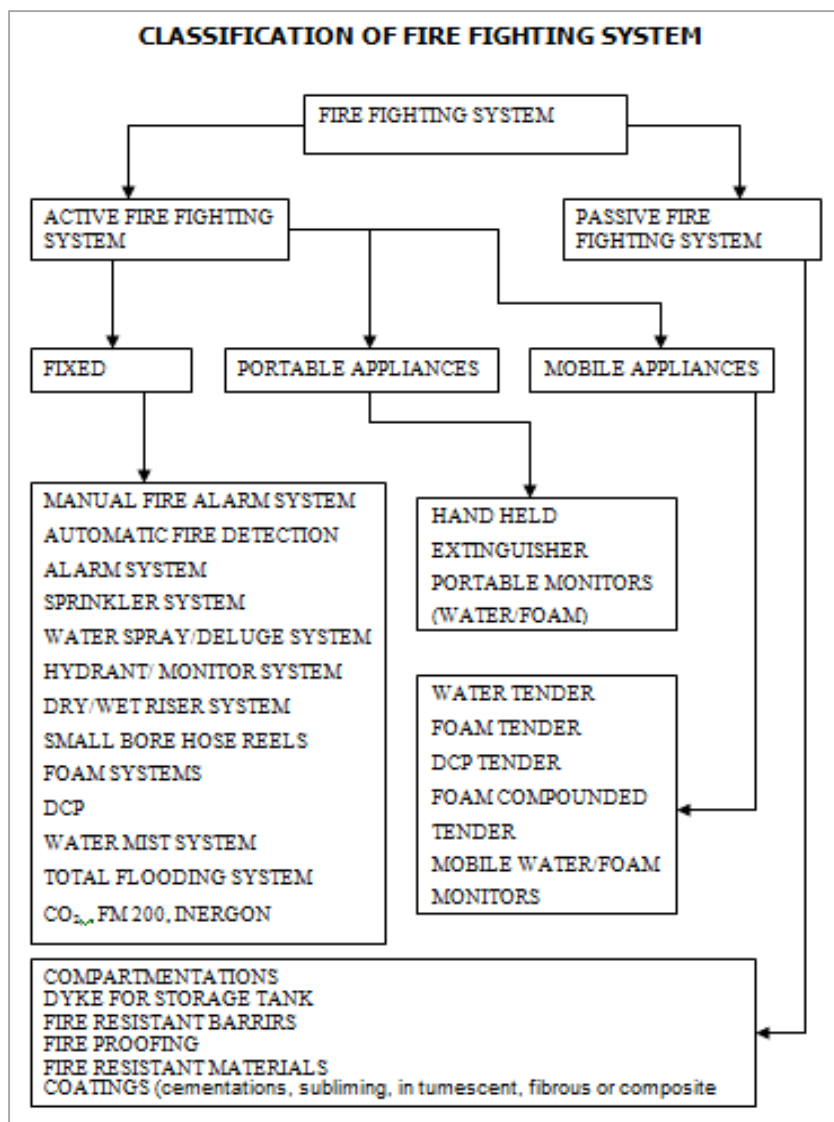 CLASSIFICATION OF FIRE FIGHTING SYSTEM
FIRE FIGHTING SYSTEM
ACTIVE FIRE FIGHTING
SYSTEM
PASSIVE FIRE
FIGHTING SYSTEM
FIXED
PORTABLE APPLIANCES
MOBILE APPLIANCES
MANUAL FIRE ALARM SYSTEM
AUTOMATIC FIRE DETECTION
ALARM SYSTEM
SPRINKLER SYSTEM
WATER SPRAY/DELUGE SYSTEM
HYDRANT/ MONITOR SYSTEM
DRY/WET RISER SYSTEM
SMALL BORE HOSE REELS
FOAM SYSTEMS
DCP
WATER MIST SYSTEM
TOTAL FLOODING SYSTEM
CO₂, FM 200, INERGON
HAND HELD
EXTINGUISHER
PORTABLE MONITORS
(WATER/FOAM)
WATER TENDER
FOAM TENDER
DCP TENDER
FOAM COMPOUNDED
TENDER
MOBILE WATER/FOAM
MONITORS
COMPARTMENTATIONS
DYKE FOR STORAGE TANK
FIRE RESISTANT BARRIRS
FIRE PROOFING
FIRE RESISTANT MATERIALS
COATINGS (cementations, subliming, in tumescent, fibrous or composite